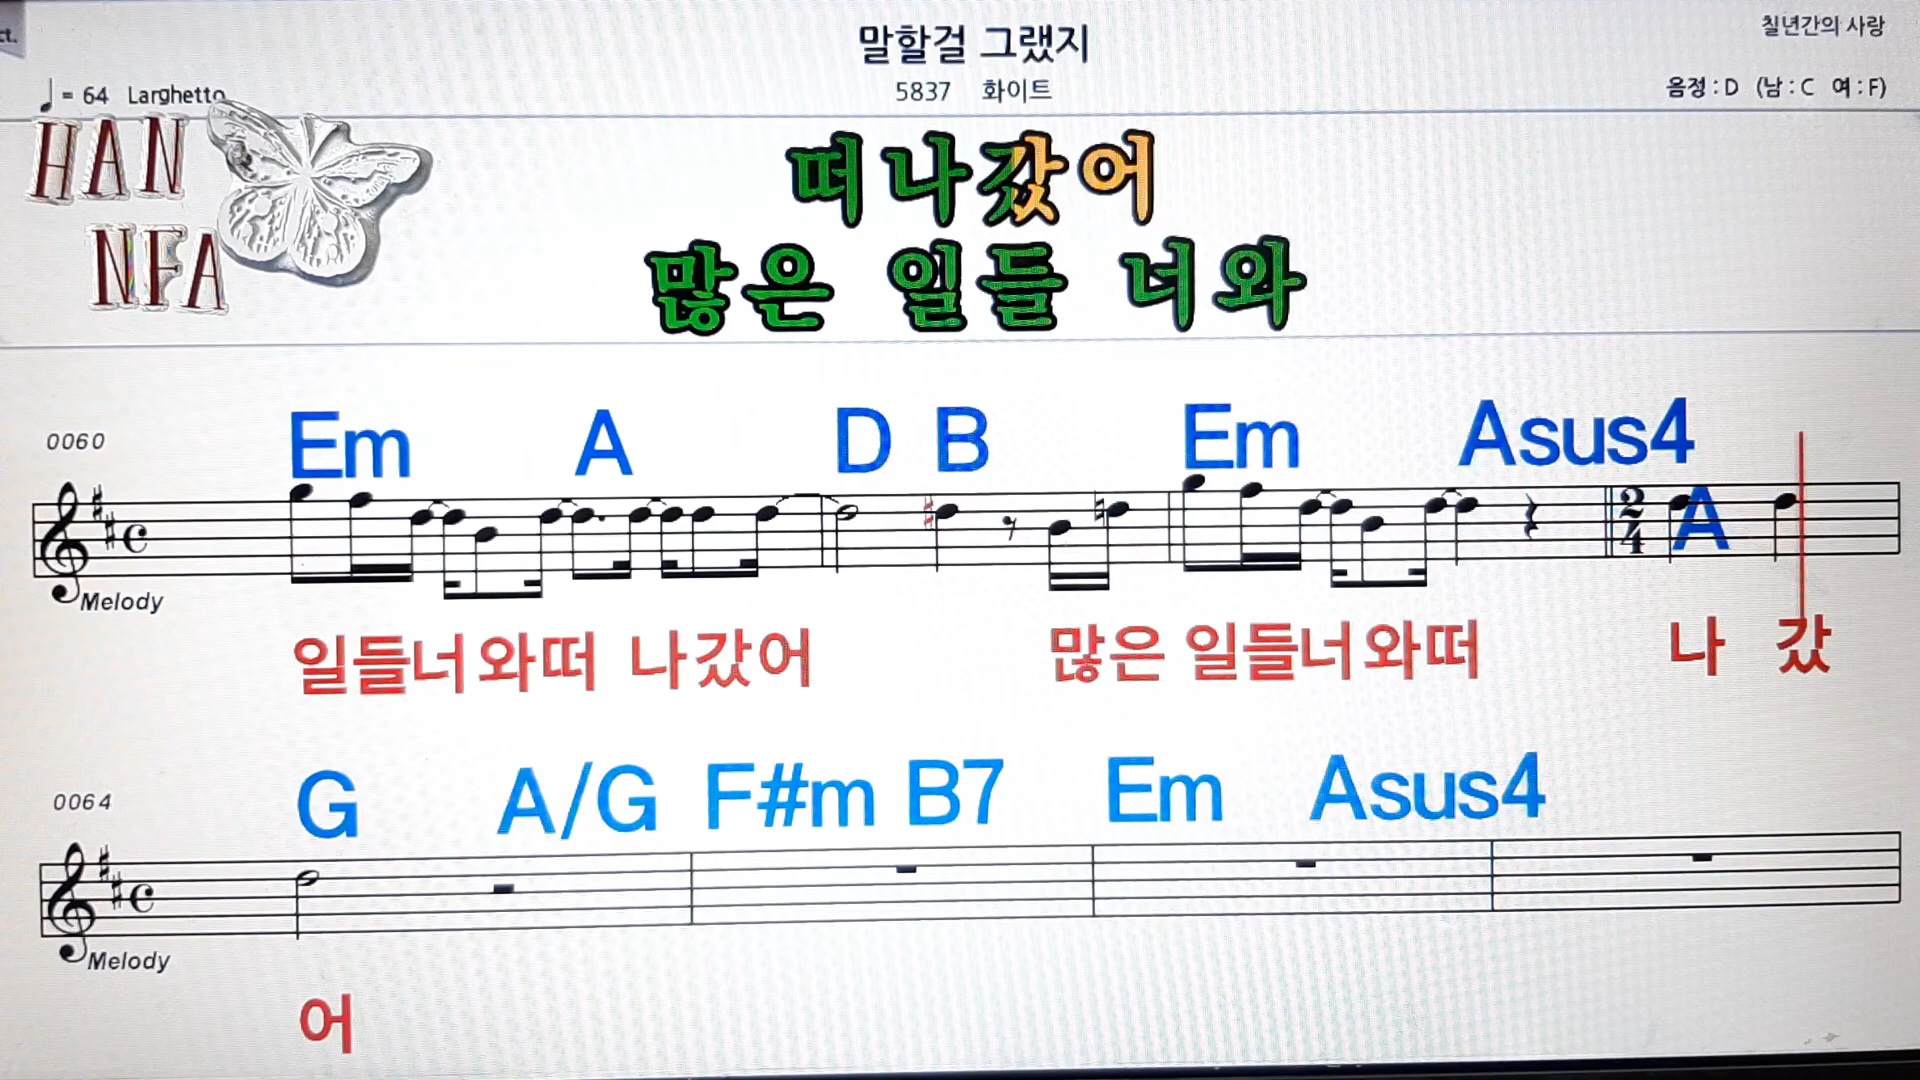 ct.
말할걸 그랬지
칠년간의 사랑
♩ = 64 Larghetto
5837 화이트
음정 : D (남 : C 여 : F)
HAN
NFA
떠나갔어
많은 일들 너와
0060
Em A D B Em Asus4
2/4
A
Melody
일들너와떠 나갔어 많은 일들너와떠 나 갔
0064
G A/G F#m B7 Em Asus4
Melody
어